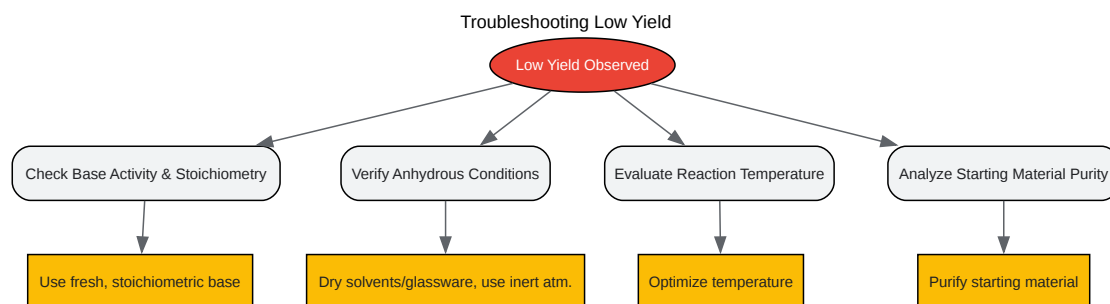 Troubleshooting Low Yield
Low Yield Observed
Check Base Activity & Stoichiometry
Verify Anhydrous Conditions
Evaluate Reaction Temperature
Analyze Starting Material Purity
Use fresh, stoichiometric base
Dry solvents/glassware, use inert atm.
Optimize temperature
Purify starting material